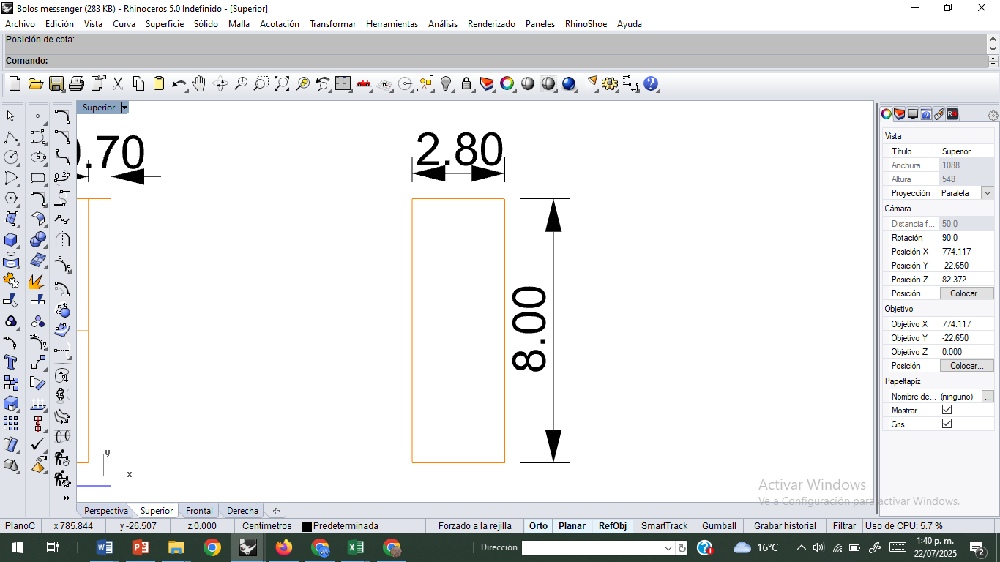 Bolos messenger (283 KB) - Rhinoceros 5.0 Indefinido - [Superior]
Archivo Edición Vista Curva Superficie Sólido Malla Acotación Transformar Herramientas Análisis Renderizado Paneles RhinoShoe Ayuda
Posición de cota:
Comando:
Superior
0.70
2.80
8.00
y
x
Vista
Título Superior
Anchura 1088
Altura 548
Proyección Paralela
Cámara
Distancia f... 50.0
Rotación 90.0
Posición X 774.117
Posición Y -22.650
Posición Z 82.372
Posición Colocar...
Objetivo
Objetivo X 774.117
Objetivo Y -22.650
Objetivo Z 0.000
Posición Colocar...
Papeltapiz
Nombre de... (ninguno) ...
Mostrar
Gris
Activar Windows
Ve a Configuración para activar Windows.
Perspectiva Superior Frontal Derecha
PlanoC x 785.844 y -26.507 z 0.000 Centímetros Predeterminada Forzado a la rejilla Orto Planar RefObj SmartTrack Gumball Grabar historial Filtrar Uso de CPU: 5.7 %
Dirección 16°C 1:40 p. m.
22/07/2025 2